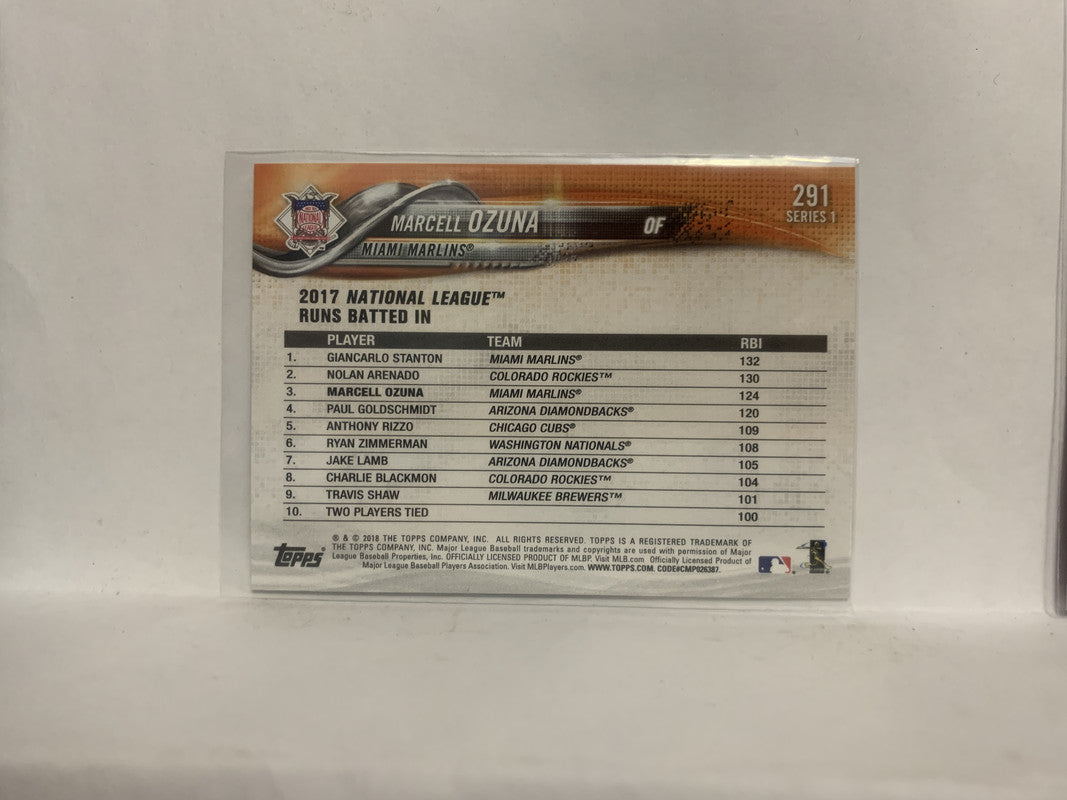 291
SERIES 1
NATIONAL
LEAGUE
MARCELL OZUNA OF
MIAMI MARLINS®
2017 NATIONAL LEAGUE™
RUNS BATTED IN
PLAYER TEAM RBI
1. GIANCARLO STANTON MIAMI MARLINS® 132
2. NOLAN ARENADO COLORADO ROCKIES™ 130
3. MARCELL OZUNA MIAMI MARLINS® 124
4. PAUL GOLDSCHMIDT ARIZONA DIAMONDBACKS® 120
5. ANTHONY RIZZO CHICAGO CUBS® 109
6. RYAN ZIMMERMAN WASHINGTON NATIONALS® 108
7. JAKE LAMB ARIZONA DIAMONDBACKS® 105
8. CHARLIE BLACKMON COLORADO ROCKIES™ 104
9. TRAVIS SHAW MILWAUKEE BREWERS™ 101
10. TWO PLAYERS TIED 100
Topps®
® & © 2018 THE TOPPS COMPANY, INC. ALL RIGHTS RESERVED. TOPPS IS A REGISTERED TRADEMARK OF
THE TOPPS COMPANY, INC. Major League Baseball trademarks and copyrights are used with permission of Major
League Baseball Properties, Inc. OFFICIALLY LICENSED PRODUCT OF MLBP. Visit MLB.com Officially Licensed Product of
Major League Baseball Players Association. Visit MLBPlayers.com. WWW.TOPPS.COM. CODE#CMP026387.